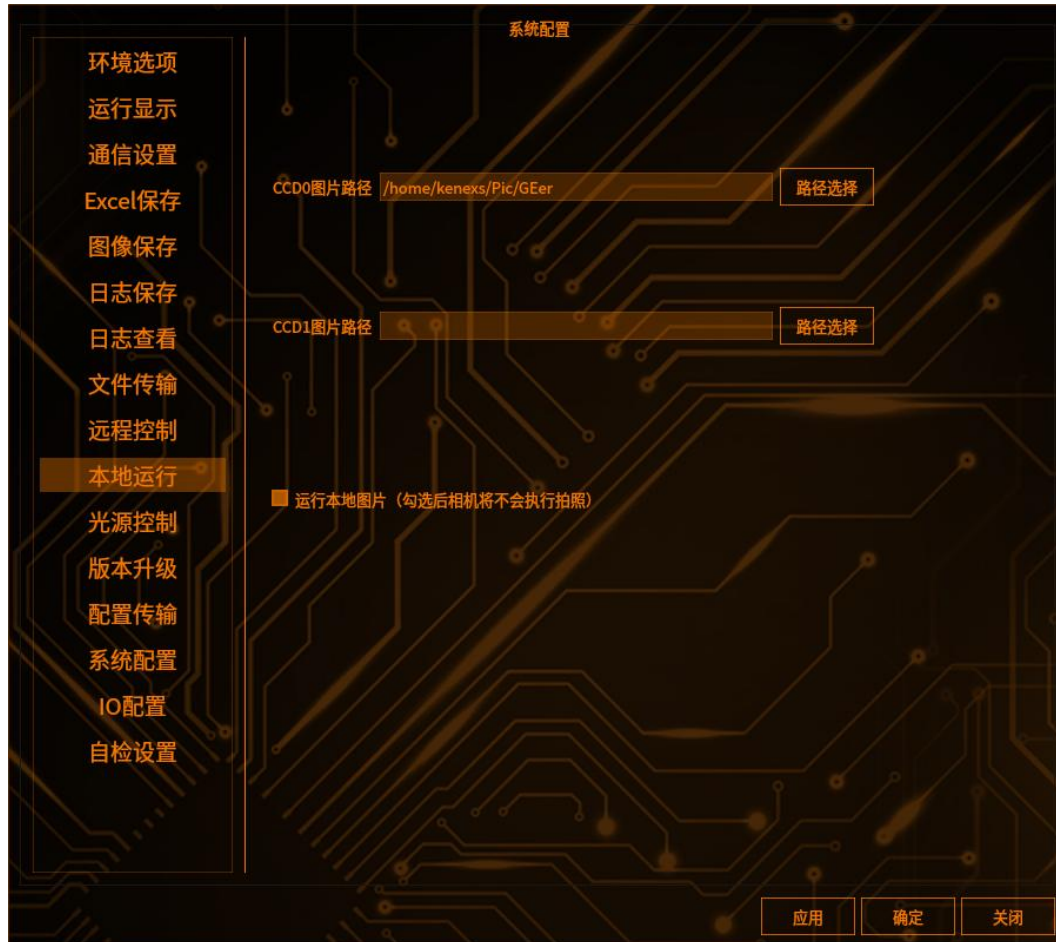 系统配置
环境选项
运行显示
通信设置
Excel保存
图像保存
日志保存
日志查看
文件传输
远程控制
本地运行
光源控制
版本升级
配置传输
系统配置
IO配置
自检设置
CCD0图片路径 /home/kenexs/Pic/GEer 路径选择
CCD1图片路径 路径选择
运行本地图片（勾选后相机将不会执行拍照）
应用 确定 关闭